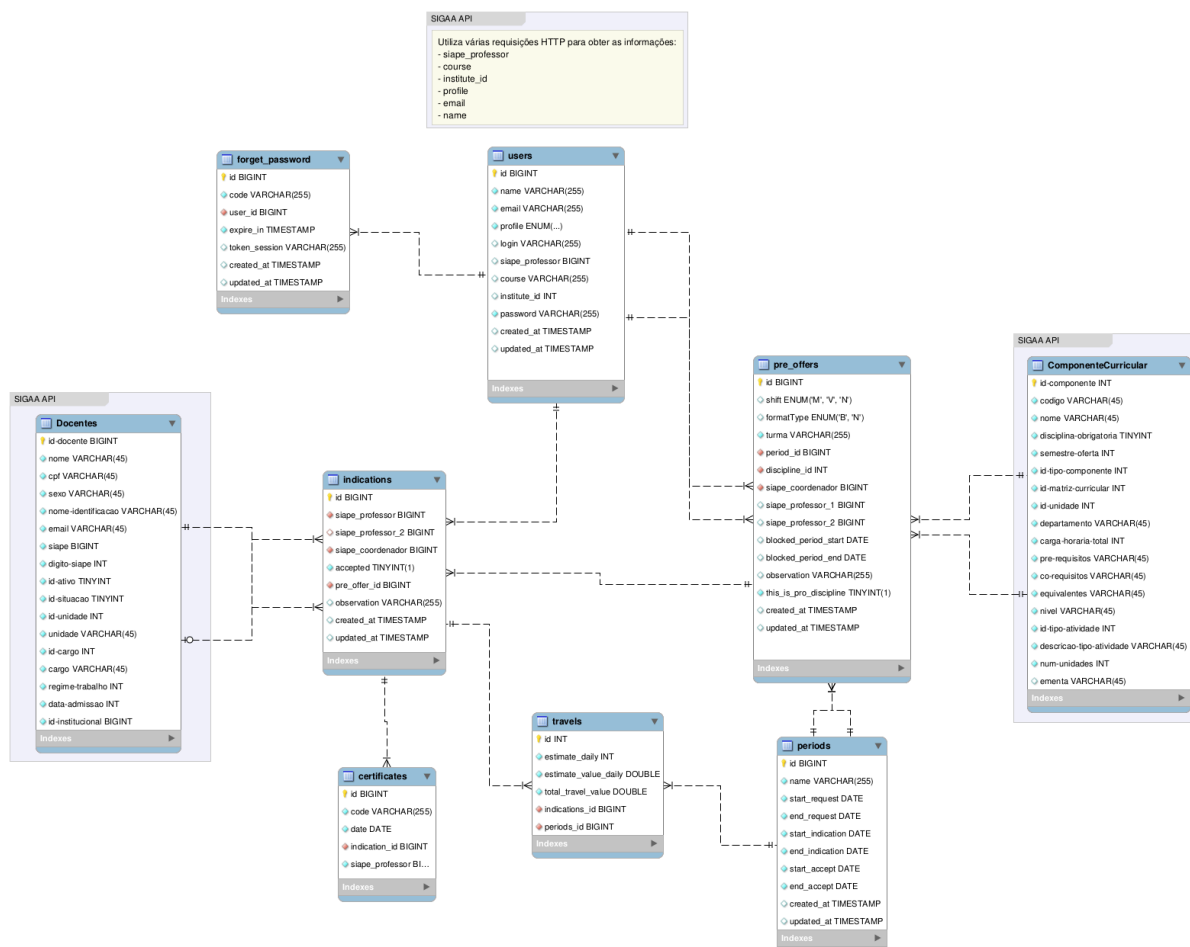 SIGAA API
Utiliza várias requisições HTTP para obter as informações:
- siape_professor
- course
- institute_id
- profile
- email
- name
forget_password
id BIGINT
code VARCHAR(255)
user_id BIGINT
expire_in TIMESTAMP
token_session VARCHAR(255)
created_at TIMESTAMP
updated_at TIMESTAMP
Indexes
users
id BIGINT
name VARCHAR(255)
email VARCHAR(255)
profile ENUM(...)
login VARCHAR(255)
siape_professor BIGINT
course VARCHAR(255)
institute_id INT
password VARCHAR(255)
created_at TIMESTAMP
updated_at TIMESTAMP
Indexes
SIGAA API
Docentes
id-docente BIGINT
nome VARCHAR(45)
cpf VARCHAR(45)
sexo VARCHAR(45)
nome-identificacao VARCHAR(45)
email VARCHAR(45)
siape BIGINT
digito-siape INT
id-ativo TINYINT
id-situacao TINYINT
id-unidade INT
unidade VARCHAR(45)
id-cargo INT
cargo VARCHAR(45)
regime-trabalho INT
data-admissao INT
id-institucional BIGINT
Indexes
indications
id BIGINT
siape_professor BIGINT
siape_professor_2 BIGINT
siape_coordenador BIGINT
accepted TINYINT(1)
pre_offer_id BIGINT
observation VARCHAR(255)
created_at TIMESTAMP
updated_at TIMESTAMP
Indexes
pre_offers
id BIGINT
shift ENUM('M', 'V', 'N')
formatType ENUM('B', 'N')
turma VARCHAR(255)
period_id BIGINT
discipline_id INT
siape_coordenador BIGINT
siape_professor_1 BIGINT
siape_professor_2 BIGINT
blocked_period_start DATE
blocked_period_end DATE
observation VARCHAR(255)
this_is_pro_discipline TINYINT(1)
created_at TIMESTAMP
updated_at TIMESTAMP
Indexes
SIGAA API
ComponenteCurricular
id-componente INT
codigo VARCHAR(45)
nome VARCHAR(45)
disciplina-obrigatoria TINYINT
semestre-oferta INT
id-tipo-componente INT
id-matriz-curricular INT
id-unidade INT
departamento VARCHAR(45)
carga-horaria-total INT
pre-requisitos VARCHAR(45)
co-requisitos VARCHAR(45)
equivalentes VARCHAR(45)
nivel VARCHAR(45)
id-tipo-atividade INT
descricao-tipo-atividade VARCHAR(45)
num-unidades INT
ementa VARCHAR(45)
Indexes
certificates
id BIGINT
code VARCHAR(255)
date DATE
indication_id BIGINT
siape_professor BI...
Indexes
travels
id INT
estimate_daily INT
estimate_value_daily DOUBLE
total_travel_value DOUBLE
indications_id BIGINT
periods_id BIGINT
Indexes
periods
id BIGINT
name VARCHAR(255)
start_request DATE
end_request DATE
start_indication DATE
end_indication DATE
start_accept DATE
end_accept DATE
created_at TIMESTAMP
updated_at TIMESTAMP
Indexes